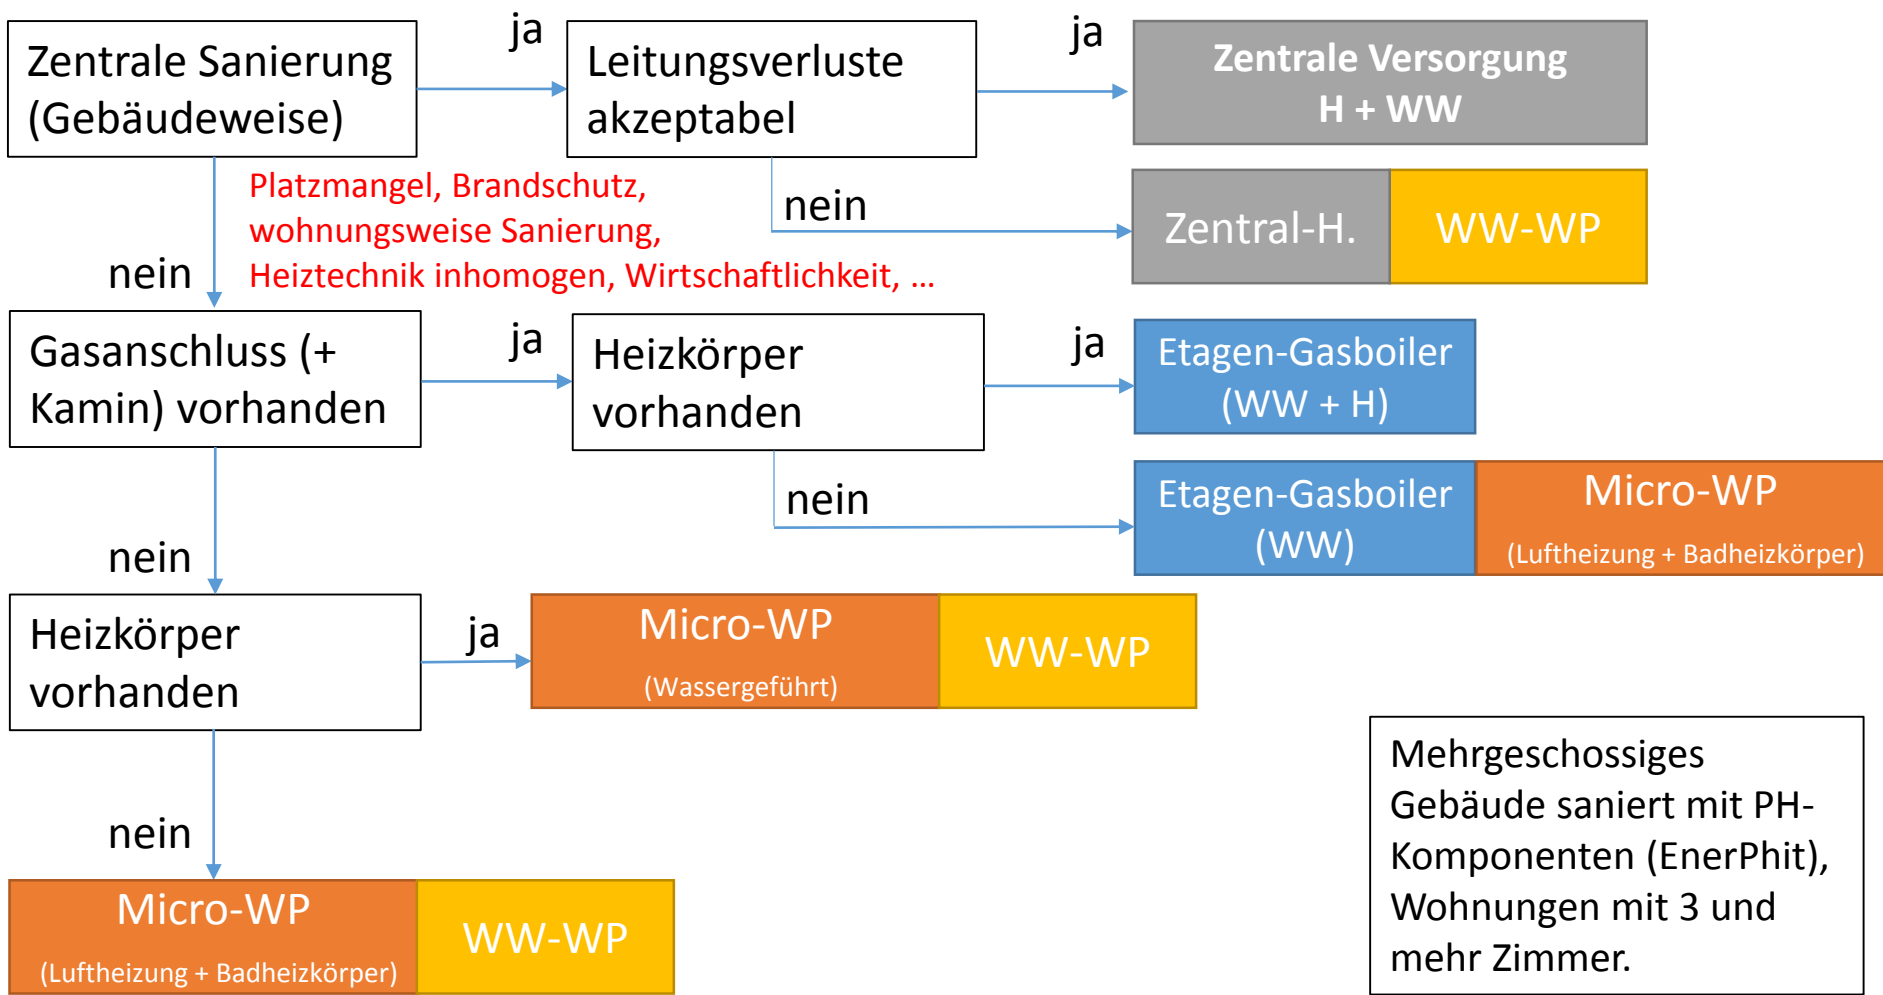 Zentrale Sanierung
(Gebäudeweise)
ja
Leitungsverluste
akzeptabel
ja
Zentrale Versorgung
H + WW
nein
Platzmangel, Brandschutz,
wohnungsweise Sanierung,
Heiztechnik inhomogen, Wirtschaftlichkeit, ...
nein
Zentral-H.
WW-WP
Gasanschluss (+
Kamin) vorhanden
ja
Heizkörper
vorhanden
ja
Etagen-Gasboiler
(WW + H)
nein
nein
Etagen-Gasboiler
(WW)
Micro-WP
(Luftheizung + Badheizkörper)
Heizkörper
vorhanden
ja
Micro-WP
(Wassergeführt)
WW-WP
nein
Micro-WP
(Luftheizung + Badheizkörper)
WW-WP
Mehrgeschossiges
Gebäude saniert mit PH-
Komponenten (EnerPhit),
Wohnungen mit 3 und
mehr Zimmer.